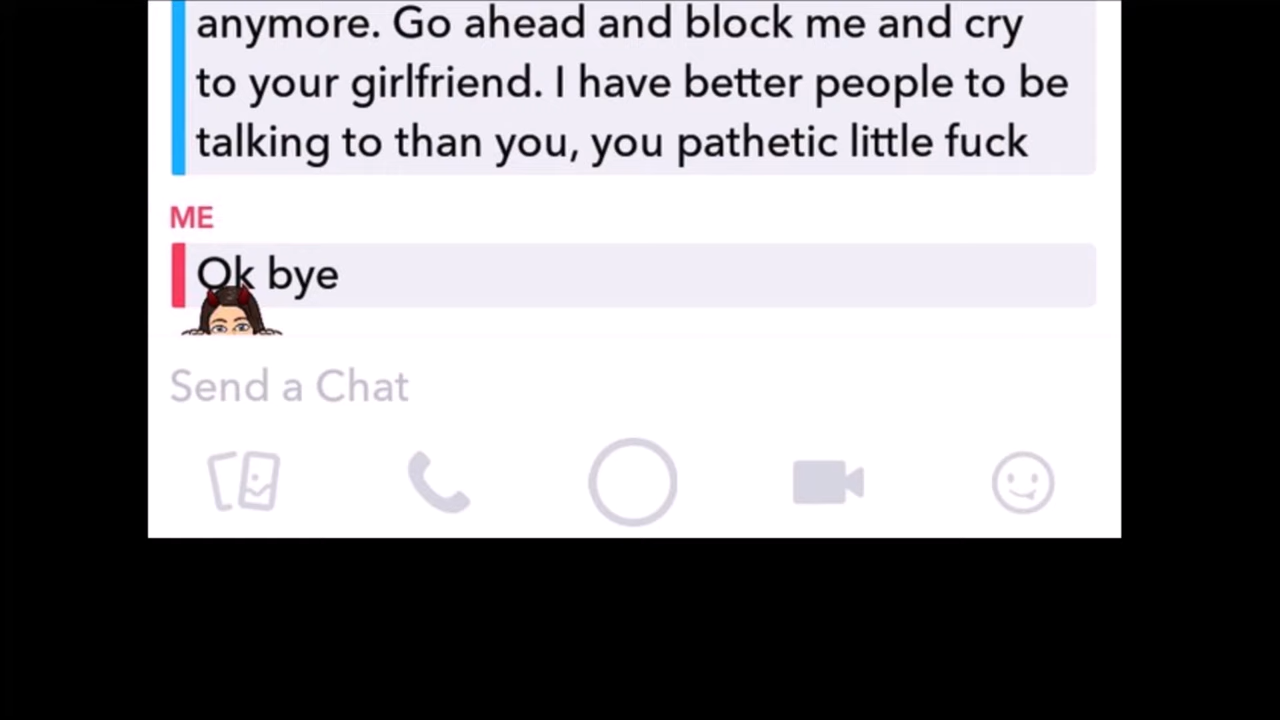 anymore. Go ahead and block me and cry
to your girlfriend. I have better people to be
talking to than you, you pathetic little fuck
ME
Ok bye
Send a Chat